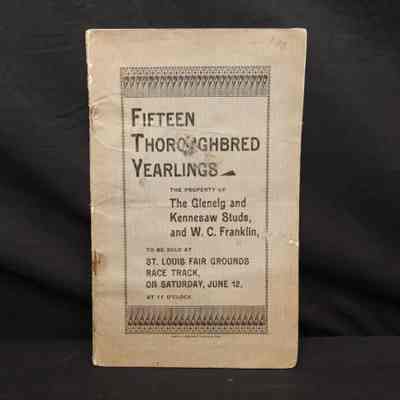 FIFTEEN
THOROUGHBRED
YEARLINGS
THE PROPERTY OF
The Glenelg and
Kennesaw Studs,
and W. C. Franklin,
TO BE SOLD AT
ST. LOUIS FAIR GROUNDS
RACE TRACK,
ON SATURDAY, JUNE 12,
AT 11 O'CLOCK